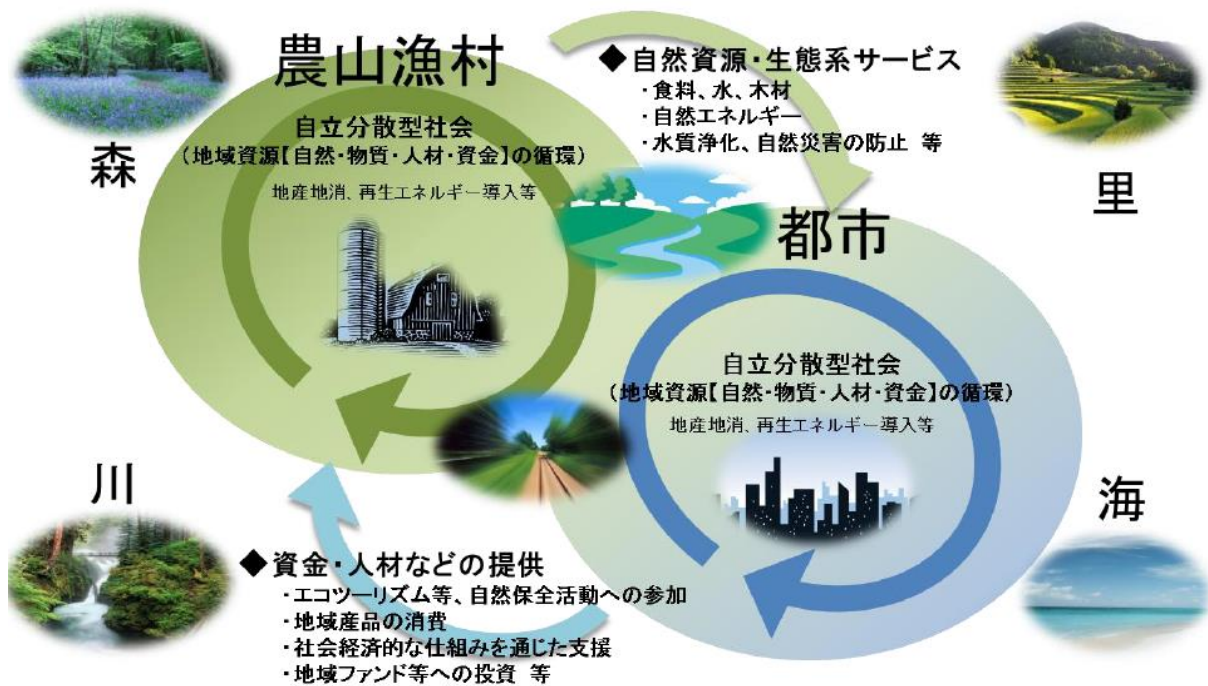 農山漁村
◆自然資源・生態系サービス
・食料、水、木材
・自然エネルギー
・水質浄化、自然災害の防止 等
自立分散型社会
(地域資源【自然・物質・人材・資金】の循環)
地産地消、再生エネルギー導入等
森
里
都市
自立分散型社会
(地域資源【自然・物質・人材・資金】の循環)
地産地消、再生エネルギー導入等
川
海
◆資金・人材などの提供
・エコツーリズム等、自然保全活動への参加
・地域産品の消費
・社会経済的な仕組みを通じた支援
・地域ファンド等への投資 等